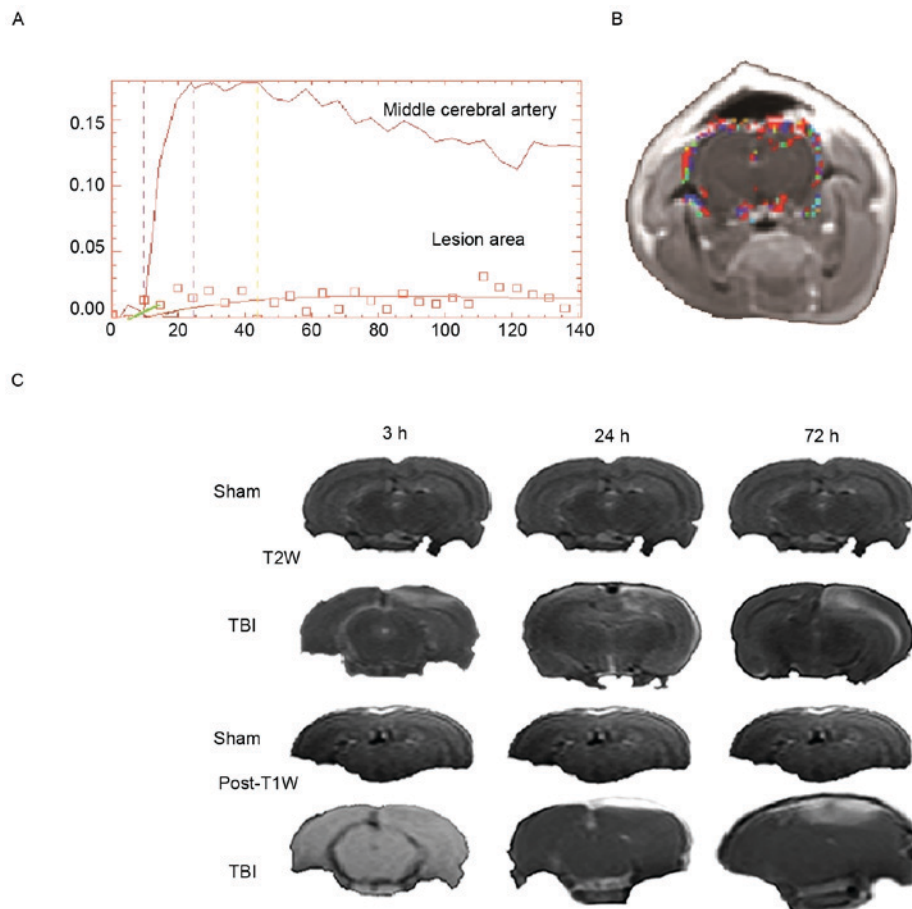 A
B
0.15
0.10
0.05
0.00
Middle cerebral artery
Lesion area
0 20 40 60 80 100 120 140
C
3 h 24 h 72 h
Sham
T2W
TBI
Sham
Post-T1W
TBI